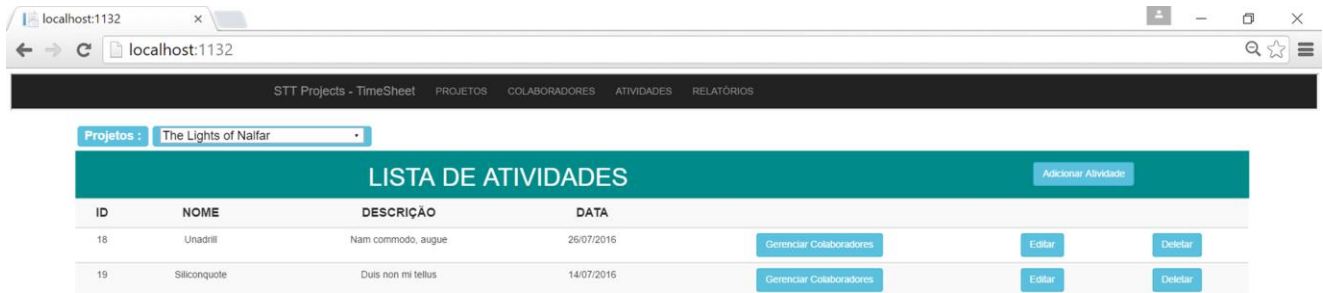 localhost:1132
localhost:1132
STT Projects - TimeSheet PROJETOS COLABORADORES ATIVIDADES RELATÓRIOS
Projetos : The Lights of Nalfar
LISTA DE ATIVIDADES Adicionar Atividade
ID NOME DESCRIÇÃO DATA
18 Unadrill Nam commodo, augue 26/07/2016 Gerenciar Colaboradores Editar Deletar
19 Siliconquote Duis non mi tellus 14/07/2016 Gerenciar Colaboradores Editar Deletar